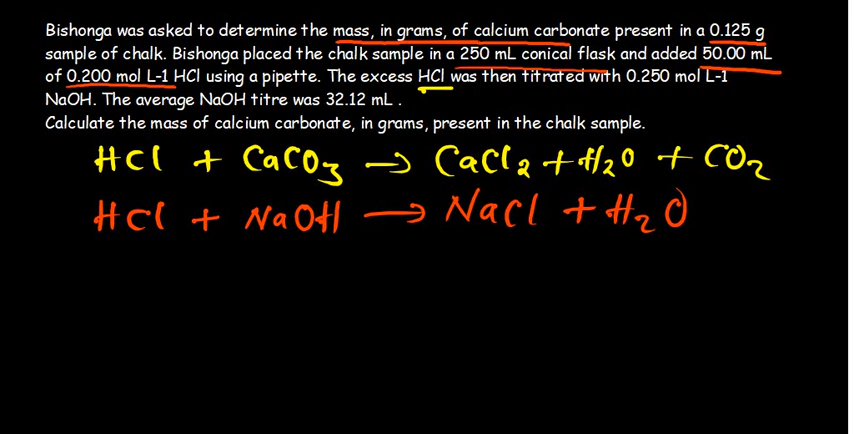 Bishonga was asked to determine the mass, in grams, of calcium carbonate present in a 0.125 g
sample of chalk. Bishonga placed the chalk sample in a 250 mL conical flask and added 50.00 mL
of 0.200 mol L-1 HCl using a pipette. The excess HCl was then titrated with 0.250 mol L-1
NaOH. The average NaOH titre was 32.12 mL .
Calculate the mass of calcium carbonate, in grams, present in the chalk sample.
HCl + CaCO3 → CaCl2 + H2O + CO2
HCl + NaOH → NaCl + H2O